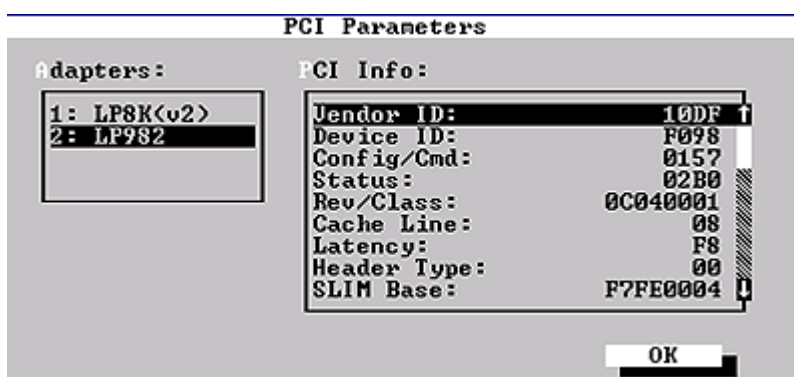 PCI Parameters
Adapters:
1: LP8K(v2)
2: LP982
PCI Info:
Vendor ID: 10DF
Device ID: F098
Config/Cmd: 0157
Status: 02B0
Rev/Class: 0C040001
Cache Line: 08
Latency: F8
Header Type: 00
SLIM Base: F7FE0004
OK